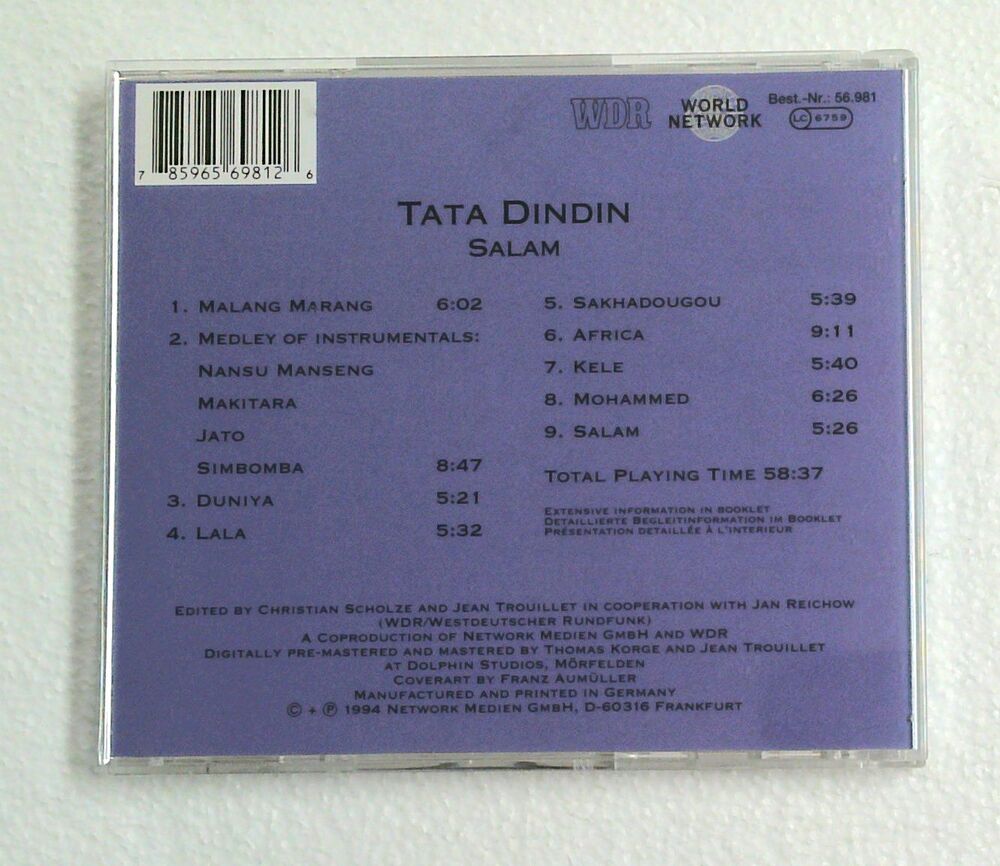 7 85965 69812 6
WDR
WORLD NETWORK
Best.-Nr.: 56.981
LC 6759
TATA DINDIN
SALAM
1. MALANG MARANG 6:02
2. MEDLEY OF INSTRUMENTALS:
NANSU MANSENG
MAKITARA
JATO
SIMBOMBA 8:47
3. DUNIYA 5:21
4. LALA 5:32
5. SAKHADOUGOU 5:39
6. AFRICA 9:11
7. KELE 5:40
8. MOHAMMED 6:26
9. SALAM 5:26
TOTAL PLAYING TIME 58:37
EXTENSIVE INFORMATION IN BOOKLET
DETAILLIERTE BEGLEITINFORMATION IM BOOKLET
PRÉSENTATION DETAILLÉE À L'INTERIEUR
EDITED BY CHRISTIAN SCHOLZE AND JEAN TROUILLET IN COOPERATION WITH JAN REICHOW
(WDR/WESTDEUTSCHER RUNDFUNK)
A COPRODUCTION OF NETWORK MEDIEN GMBH AND WDR
DIGITALLY PRE-MASTERED AND MASTERED BY THOMAS KORGE AND JEAN TROUILLET
AT DOLPHIN STUDIOS, MÖRFELDEN
COVERART BY FRANZ AUMÜLLER
MANUFACTURED AND PRINTED IN GERMANY
© + ℗ 1994 NETWORK MEDIEN GMBH, D-60316 FRANKFURT